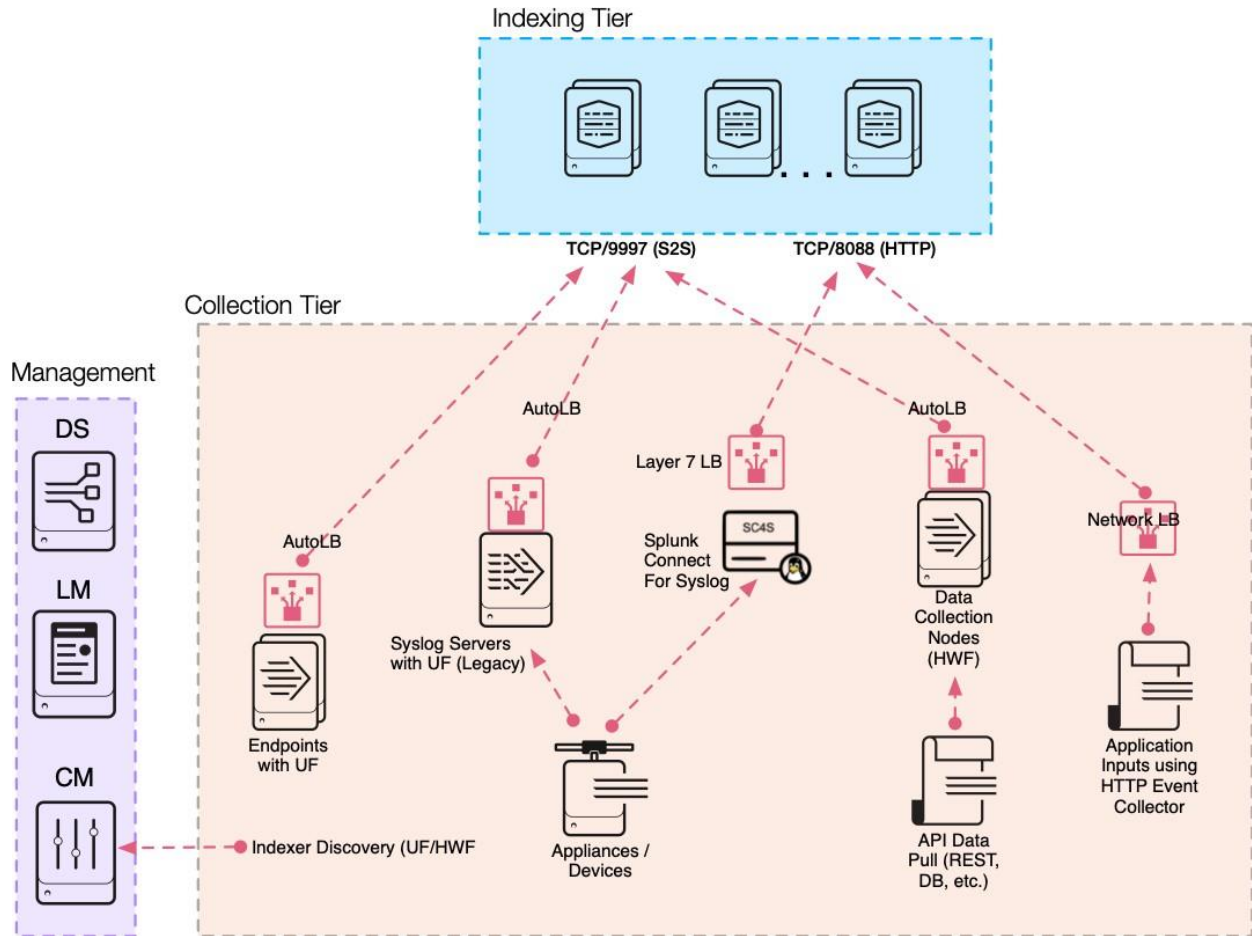 Indexing Tier
. . .
TCP/9997 (S2S)
TCP/8088 (HTTP)
Collection Tier
Management
DS
LM
CM
AutoLB
AutoLB
Layer 7 LB
AutoLB
Network LB
SC4S
Splunk
Connect
For Syslog
Endpoints
with UF
Syslog Servers
with UF (Legacy)
Data
Collection
Nodes
(HWF)
Indexer Discovery (UF/HWF
Appliances /
Devices
API Data
Pull (REST,
DB, etc.)
Application
Inputs using
HTTP Event
Collector